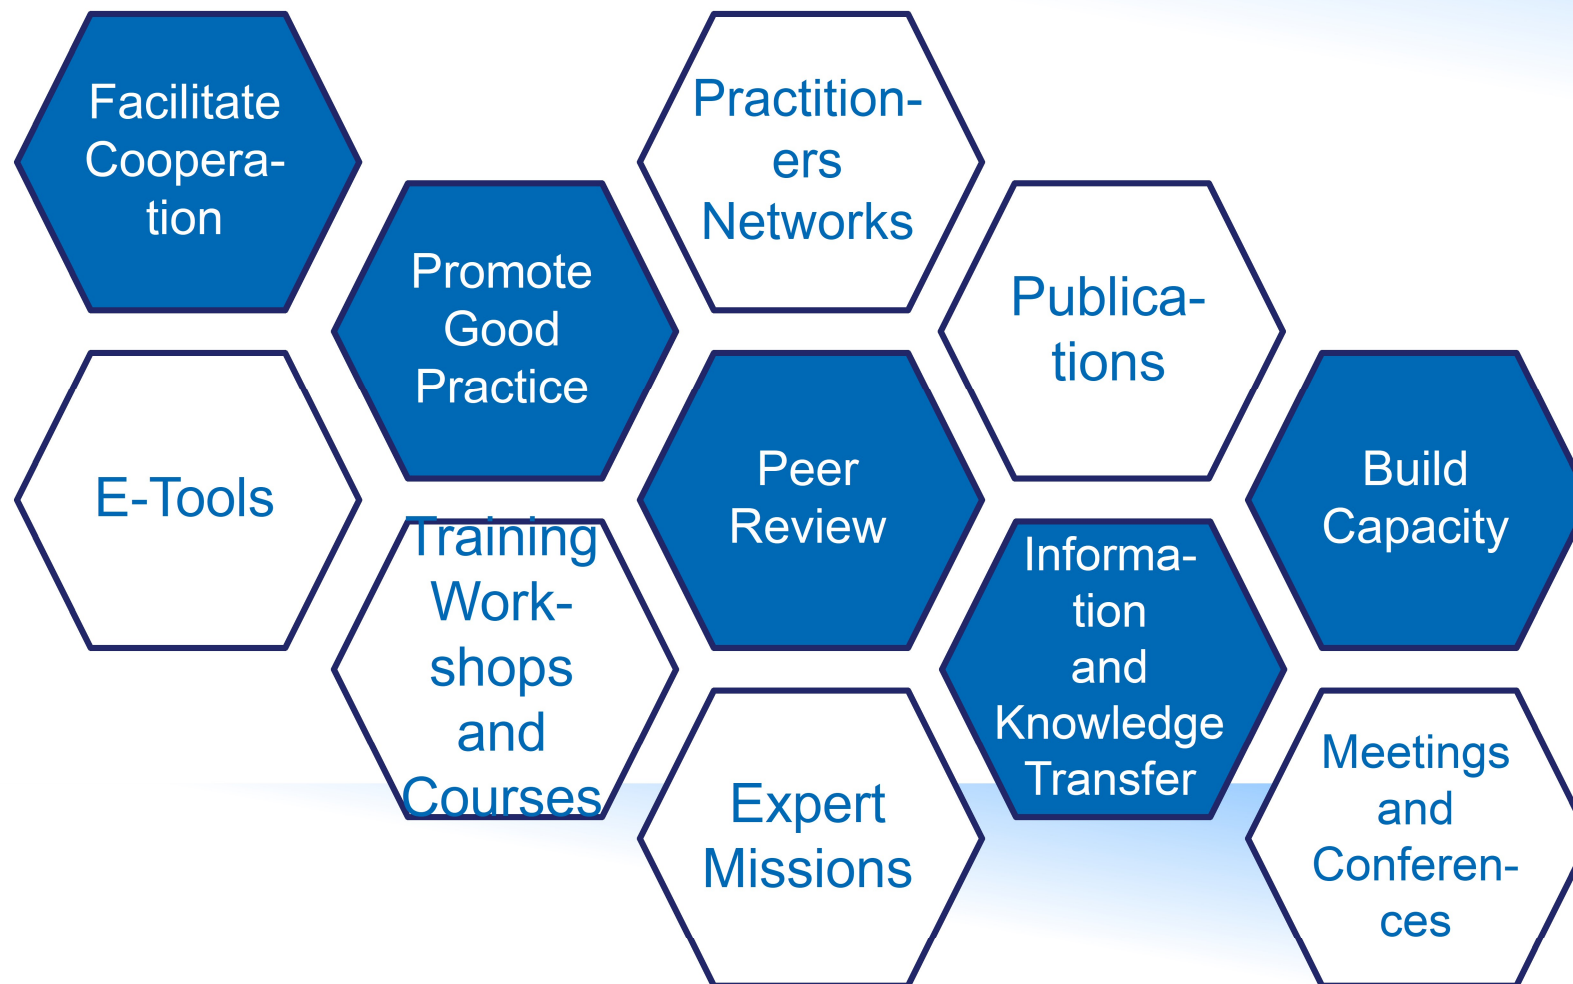 Facilitate
Coopera-
tion
Promote
Good
Practice
Practition-
ers
Networks
Publica-
tions
E-Tools
Training
Work-
shops
and
Courses
Peer
Review
Informa-
tion
and
Knowledge
Transfer
Build
Capacity
Expert
Missions
Meetings
and
Conferen-
ces